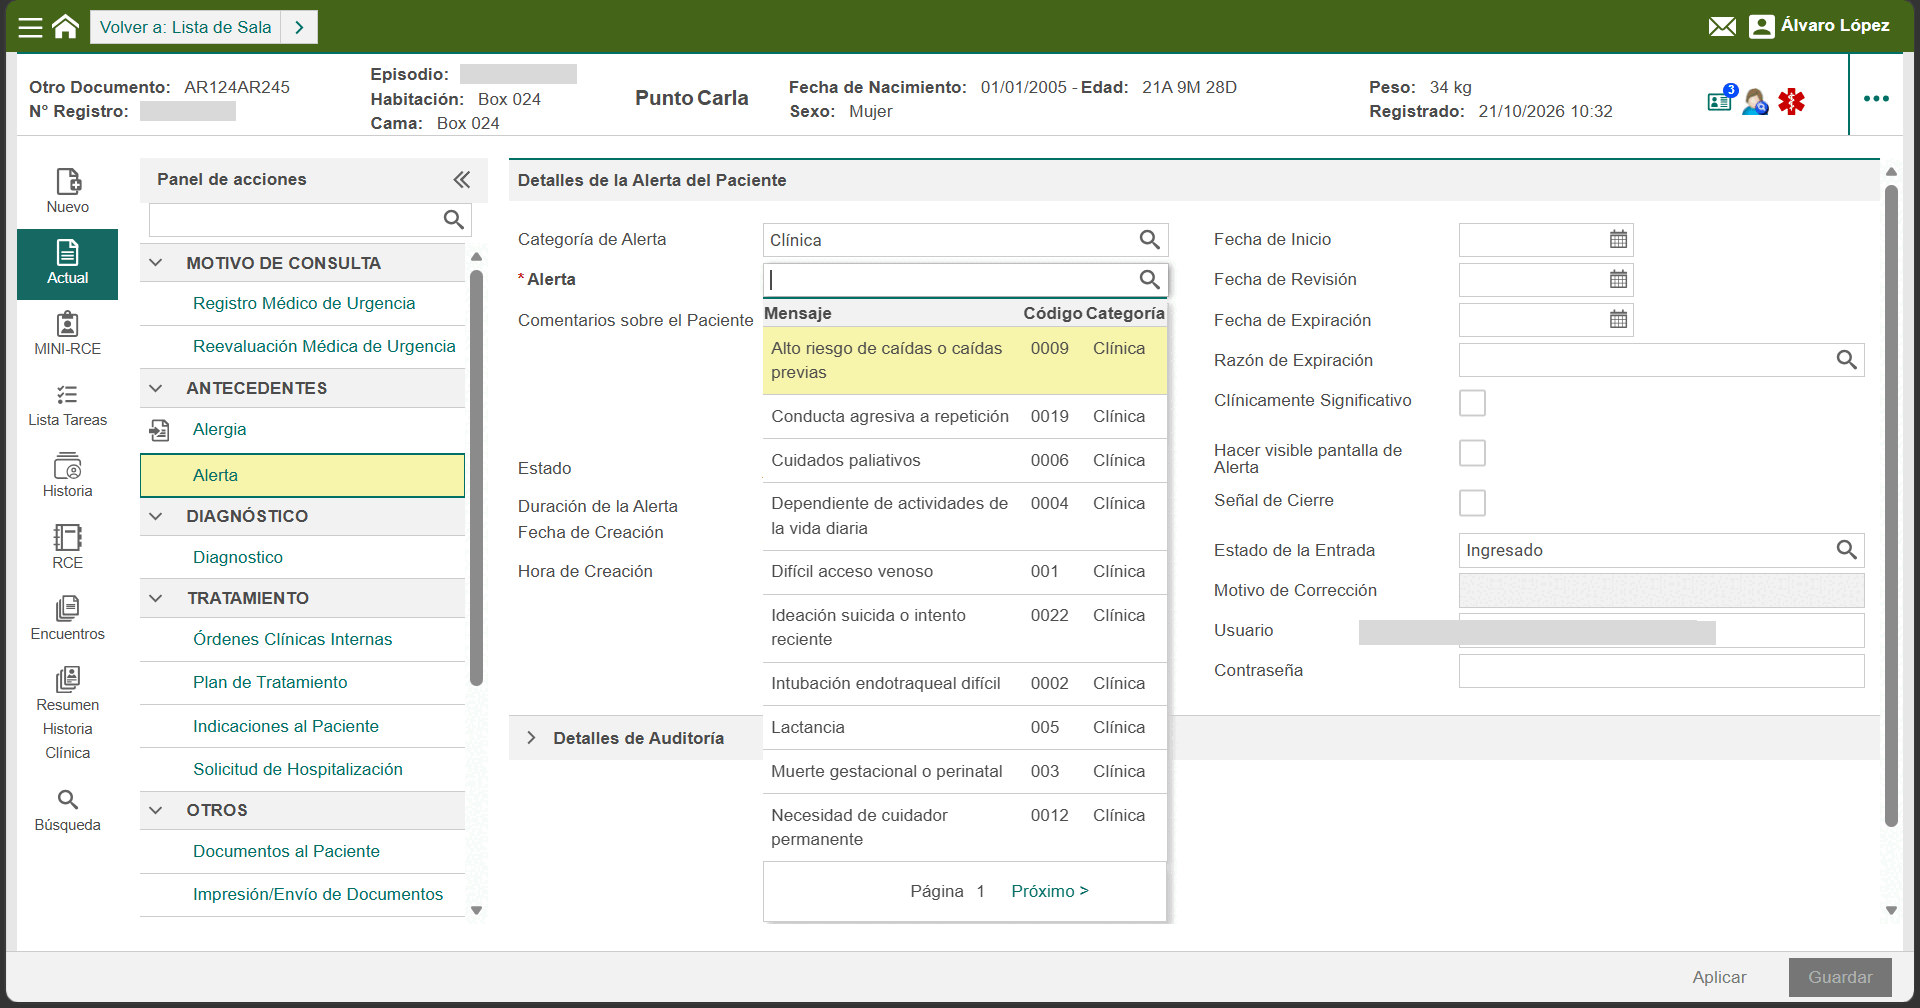 Volver a: Lista de Sala
Álvaro López
Otro Documento: AR124AR245
N° Registro:
Episodio:
Habitación: Box 024
Cama: Box 024
Punto Carla
Fecha de Nacimiento: 01/01/2005 - Edad: 21A 9M 28D
Sexo: Mujer
Peso: 34 kg
Registrado: 21/10/2026 10:32
3
Nuevo
Actual
MINI-RCE
Lista Tareas
Historia
RCE
Encuentros
Resumen
Historia
Clínica
Búsqueda
Panel de acciones
MOTIVO DE CONSULTA
Registro Médico de Urgencia
Reevaluación Médica de Urgencia
ANTECEDENTES
Alergia
Alerta
DIAGNÓSTICO
Diagnostico
TRATAMIENTO
Órdenes Clínicas Internas
Plan de Tratamiento
Indicaciones al Paciente
Solicitud de Hospitalización
OTROS
Documentos al Paciente
Impresión/Envío de Documentos
Detalles de la Alerta del Paciente
Categoría de Alerta Clínica
*Alerta
Comentarios sobre el Paciente
Estado
Duración de la Alerta
Fecha de Creación
Hora de Creación
Mensaje Código Categoría
Alto riesgo de caídas o caídas previas 0009 Clínica
Conducta agresiva a repetición 0019 Clínica
Cuidados paliativos 0006 Clínica
Dependiente de actividades de la vida diaria 0004 Clínica
Difícil acceso venoso 001 Clínica
Ideación suicida o intento reciente 0022 Clínica
Intubación endotraqueal difícil 0002 Clínica
Lactancia 005 Clínica
Muerte gestacional o perinatal 003 Clínica
Necesidad de cuidador permanente 0012 Clínica
Página 1 Próximo >
Fecha de Inicio
Fecha de Revisión
Fecha de Expiración
Razón de Expiración
Clínicamente Significativo
Hacer visible pantalla de
Alerta
Señal de Cierre
Estado de la Entrada Ingresado
Motivo de Corrección
Usuario
Contraseña
Detalles de Auditoría
Aplicar
Guardar